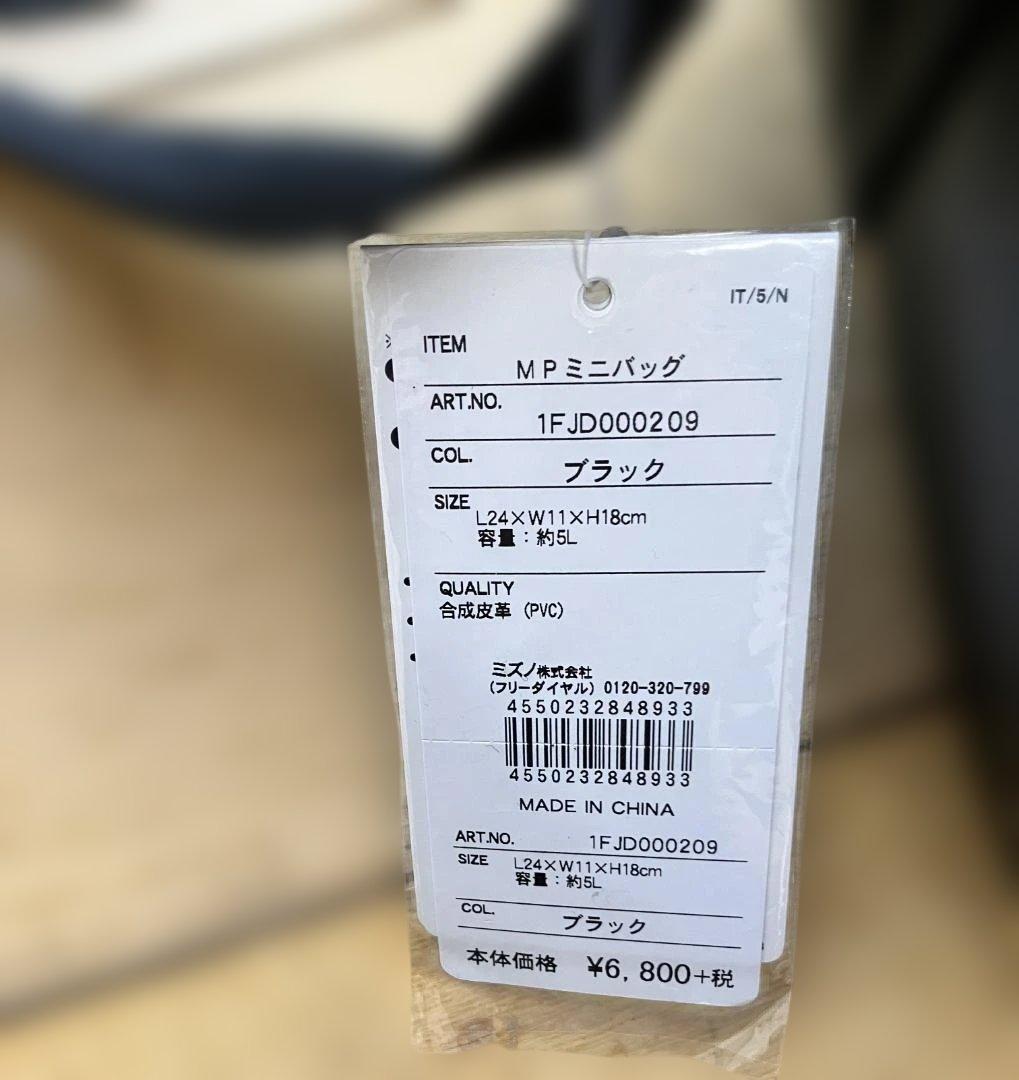 IT/5/N
ITEM
MPミニバッグ
ART.NO.
1FJD000209
COL.
ブラック
SIZE
L24×W11×H18cm
容量：約5L
QUALITY
合成皮革 (PVC)
ミズノ株式会社
(フリーダイヤル) 0120-320-799
4550232848933
4550232848933
MADE IN CHINA
ART.NO. 1FJD000209
SIZE L24×W11×H18cm
容量：約5L
COL.
ブラック
本体価格 ¥6,800+税